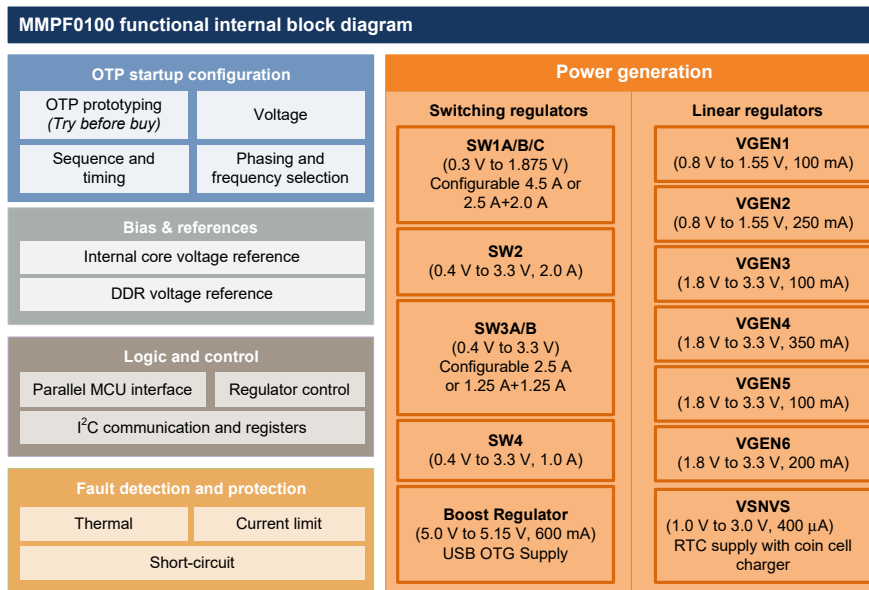 MMPF0100 functional internal block diagram
OTP startup configuration
OTP prototyping
(Try before buy)
Voltage
Sequence and
timing
Phasing and
frequency selection
Bias & references
Internal core voltage reference
DDR voltage reference
Logic and control
Parallel MCU interface
Regulator control
I²C communication and registers
Fault detection and protection
Thermal
Current limit
Short-circuit
Power generation
Switching regulators
SW1A/B/C
(0.3 V to 1.875 V)
Configurable 4.5 A or
2.5 A+2.0 A
SW2
(0.4 V to 3.3 V, 2.0 A)
SW3A/B
(0.4 V to 3.3 V)
Configurable 2.5 A
or 1.25 A+1.25 A
SW4
(0.4 V to 3.3 V, 1.0 A)
Boost Regulator
(5.0 V to 5.15 V, 600 mA)
USB OTG Supply
Linear regulators
VGEN1
(0.8 V to 1.55 V, 100 mA)
VGEN2
(0.8 V to 1.55 V, 250 mA)
VGEN3
(1.8 V to 3.3 V, 100 mA)
VGEN4
(1.8 V to 3.3 V, 350 mA)
VGEN5
(1.8 V to 3.3 V, 100 mA)
VGEN6
(1.8 V to 3.3 V, 200 mA)
VSNVS
(1.0 V to 3.0 V, 400 μA)
RTC supply with coin cell
charger